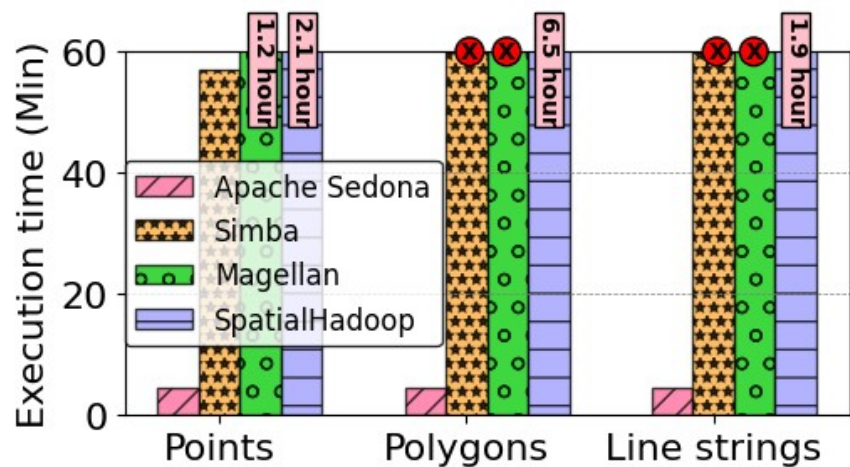 Execution time (Min)
60
40
20
0
1.2 hour
2.1 hour
X
X
6.5 hour
X
X
1.9 hour
Apache Sedona
Simba
Magellan
SpatialHadoop
Points
Polygons
Line strings